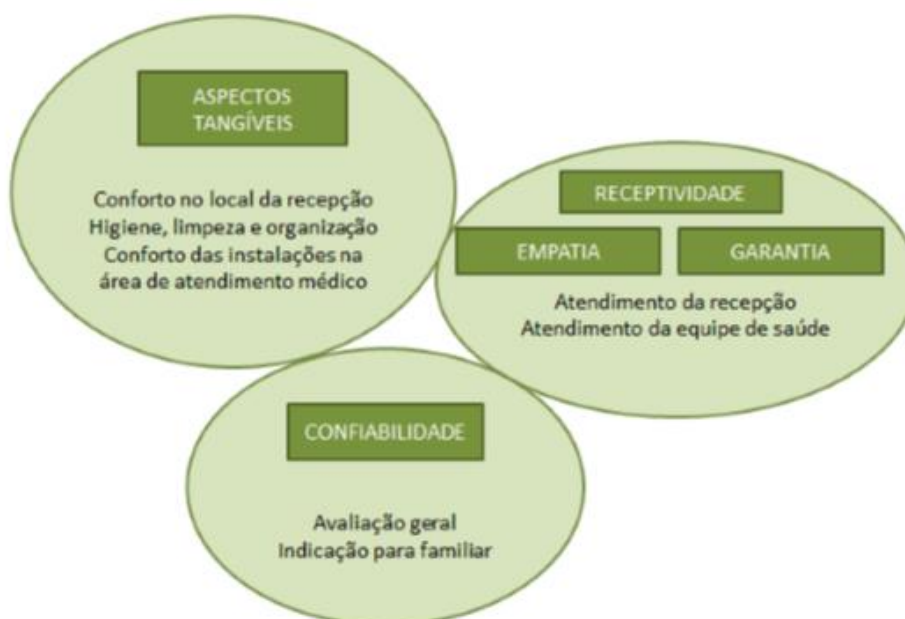 ASPECTOS
TANGÍVEIS
Conforto no local da recepção
Higiene, limpeza e organização
Conforto das instalações na
área de atendimento médico
RECEPTIVIDADE
EMPATIA
GARANTIA
Atendimento da recepção
Atendimento da equipe de saúde
CONFIABILIDADE
Avaliação geral
Indicação para familiar